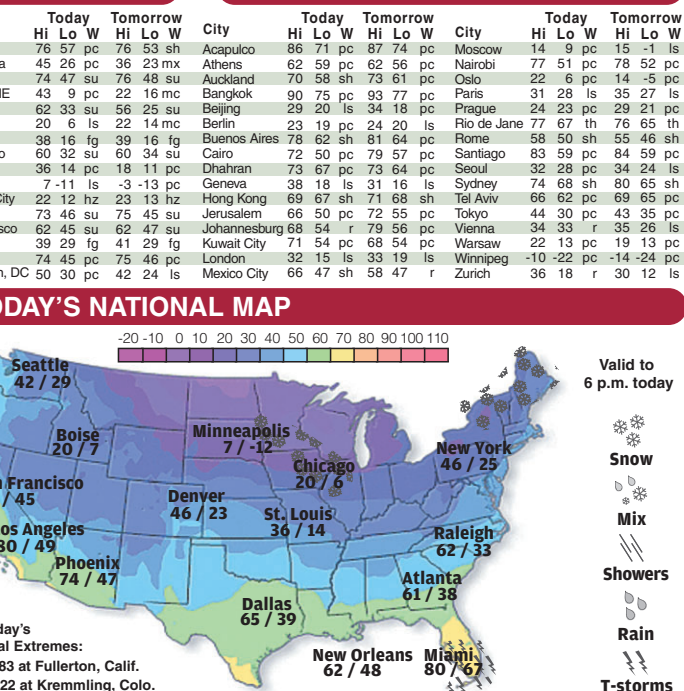 Today Tomorrow
Hi Lo W Hi Lo W
76 57 pc 76 53 sh
a 45 26 pc 36 23 mx
74 47 su 76 48 su
IE 43 9 pc 22 16 mc
62 33 su 56 25 su
20 6 ls 22 14 mc
38 16 fg 39 16 fg
o 60 32 su 60 34 su
36 14 pc 18 11 pc
7 -11 ls -3 -13 pc
City 22 12 hz 23 13 hz
73 46 su 75 45 su
sco 62 45 su 62 47 su
39 29 fg 41 29 fg
74 45 pc 75 46 pc
n, DC 50 30 pc 42 24 ls
Today Tomorrow
City Hi Lo W Hi Lo W
Acapulco 86 71 pc 87 74 pc
Athens 62 59 pc 62 56 pc
Auckland 70 58 sh 73 61 pc
Bangkok 90 75 pc 93 77 pc
Beijing 29 20 ls 34 18 pc
Berlin 23 19 pc 24 20 ls
Buenos Aires 78 62 sh 81 64 pc
Cairo 72 50 pc 79 57 pc
Dhahran 73 67 pc 73 64 pc
Geneva 38 18 ls 31 16 ls
Hong Kong 69 67 sh 71 68 sh
Jerusalem 66 50 pc 72 55 pc
Johannesburg 68 54 r 79 56 pc
Kuwait City 71 54 pc 68 54 pc
London 32 15 ls 33 19 ls
Mexico City 66 47 sh 58 47 r
Today Tomorrow
City Hi Lo W Hi Lo W
Moscow 14 9 pc 15 -1 ls
Nairobi 77 51 pc 78 52 pc
Oslo 22 6 pc 14 -5 pc
Paris 31 28 ls 35 27 ls
Prague 24 23 pc 29 21 pc
Rio de Jane 77 67 th 76 65 th
Rome 58 50 sh 55 46 sh
Santiago 83 59 pc 84 59 pc
Seoul 32 28 pc 34 24 ls
Sydney 74 68 sh 80 65 sh
Tel Aviv 66 62 pc 69 65 pc
Tokyo 44 30 pc 43 35 pc
Vienna 34 33 r 35 26 ls
Warsaw 22 13 pc 19 13 pc
Winnipeg -10 -22 pc -14 -24 pc
Zurich 36 18 r 30 12 ls
ODAY'S NATIONAL MAP
-20 -10 0 10 20 30 40 50 60 70 80 90 100 110
Seattle
42 / 29
Boise
20 / 7
Minneapolis
7 / -12
Chicago
20 / 6
New York
46 / 25
n Francisco
/ 45
Denver
46 / 23
St. Louis
36 / 14
os Angeles
80 / 49
Phoenix
74 / 47
Raleigh
62 / 33
Atlanta
61 / 38
Dallas
65 / 39
New Orleans
62 / 48
Miami
80 / 67
day's
al Extremes:
83 at Fullerton, Calif.
22 at Kremmling, Colo.
Valid to
6 p.m. today
Snow
Mix
Showers
Rain
T-storms